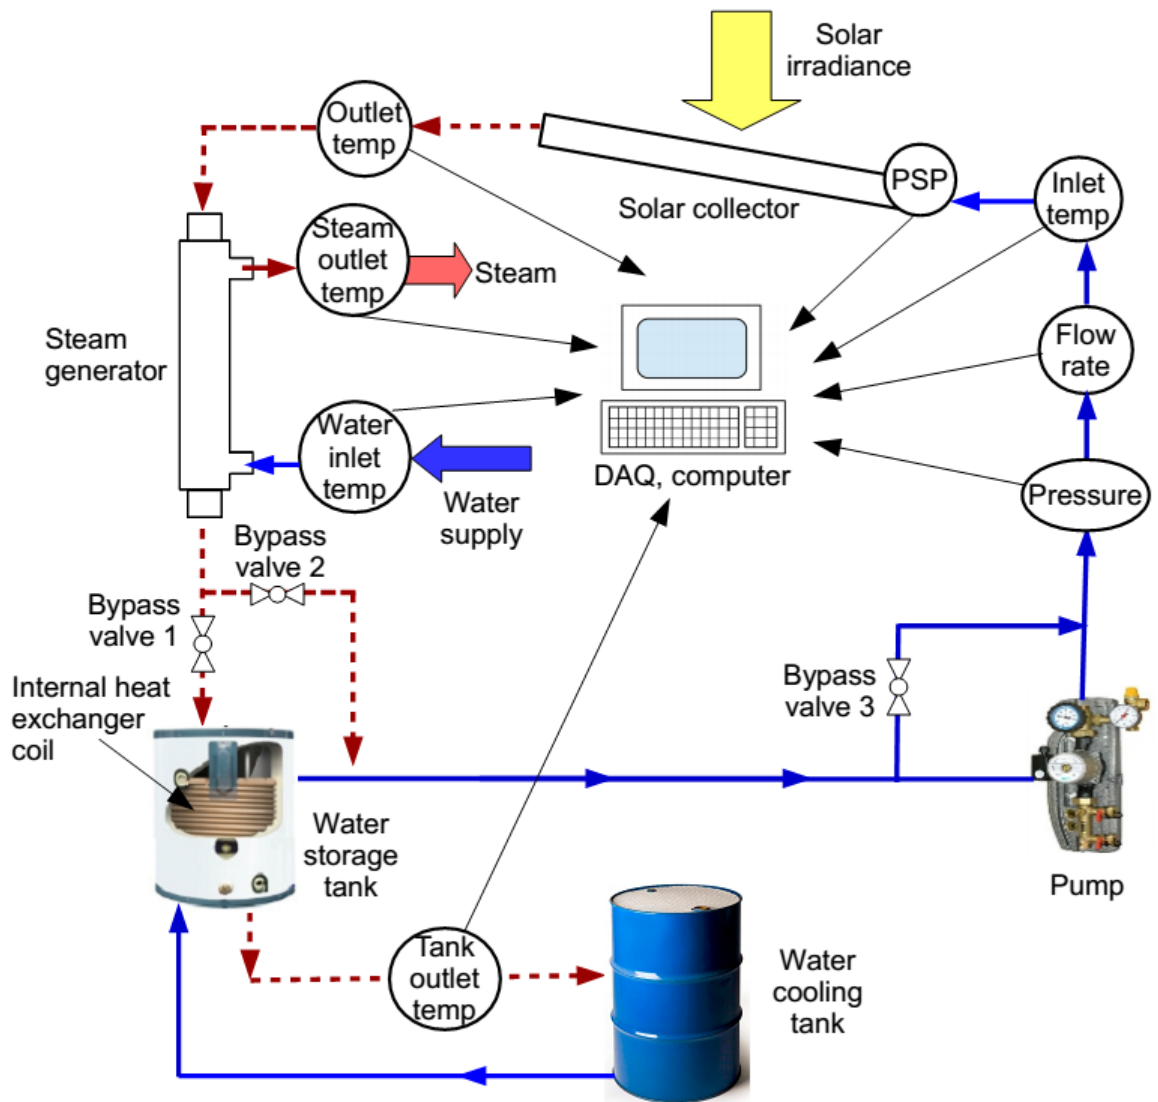 Solar
irradiance
Outlet
temp
PSP
Inlet
temp
Solar collector
Steam
outlet
temp
Steam
Steam
generator
Flow
rate
Water
inlet
temp
DAQ, computer
Water
supply
Pressure
Bypass
valve 2
Bypass
valve 1
Internal heat
exchanger
coil
Bypass
valve 3
Water
storage
tank
Pump
Tank
outlet
temp
Water
cooling
tank